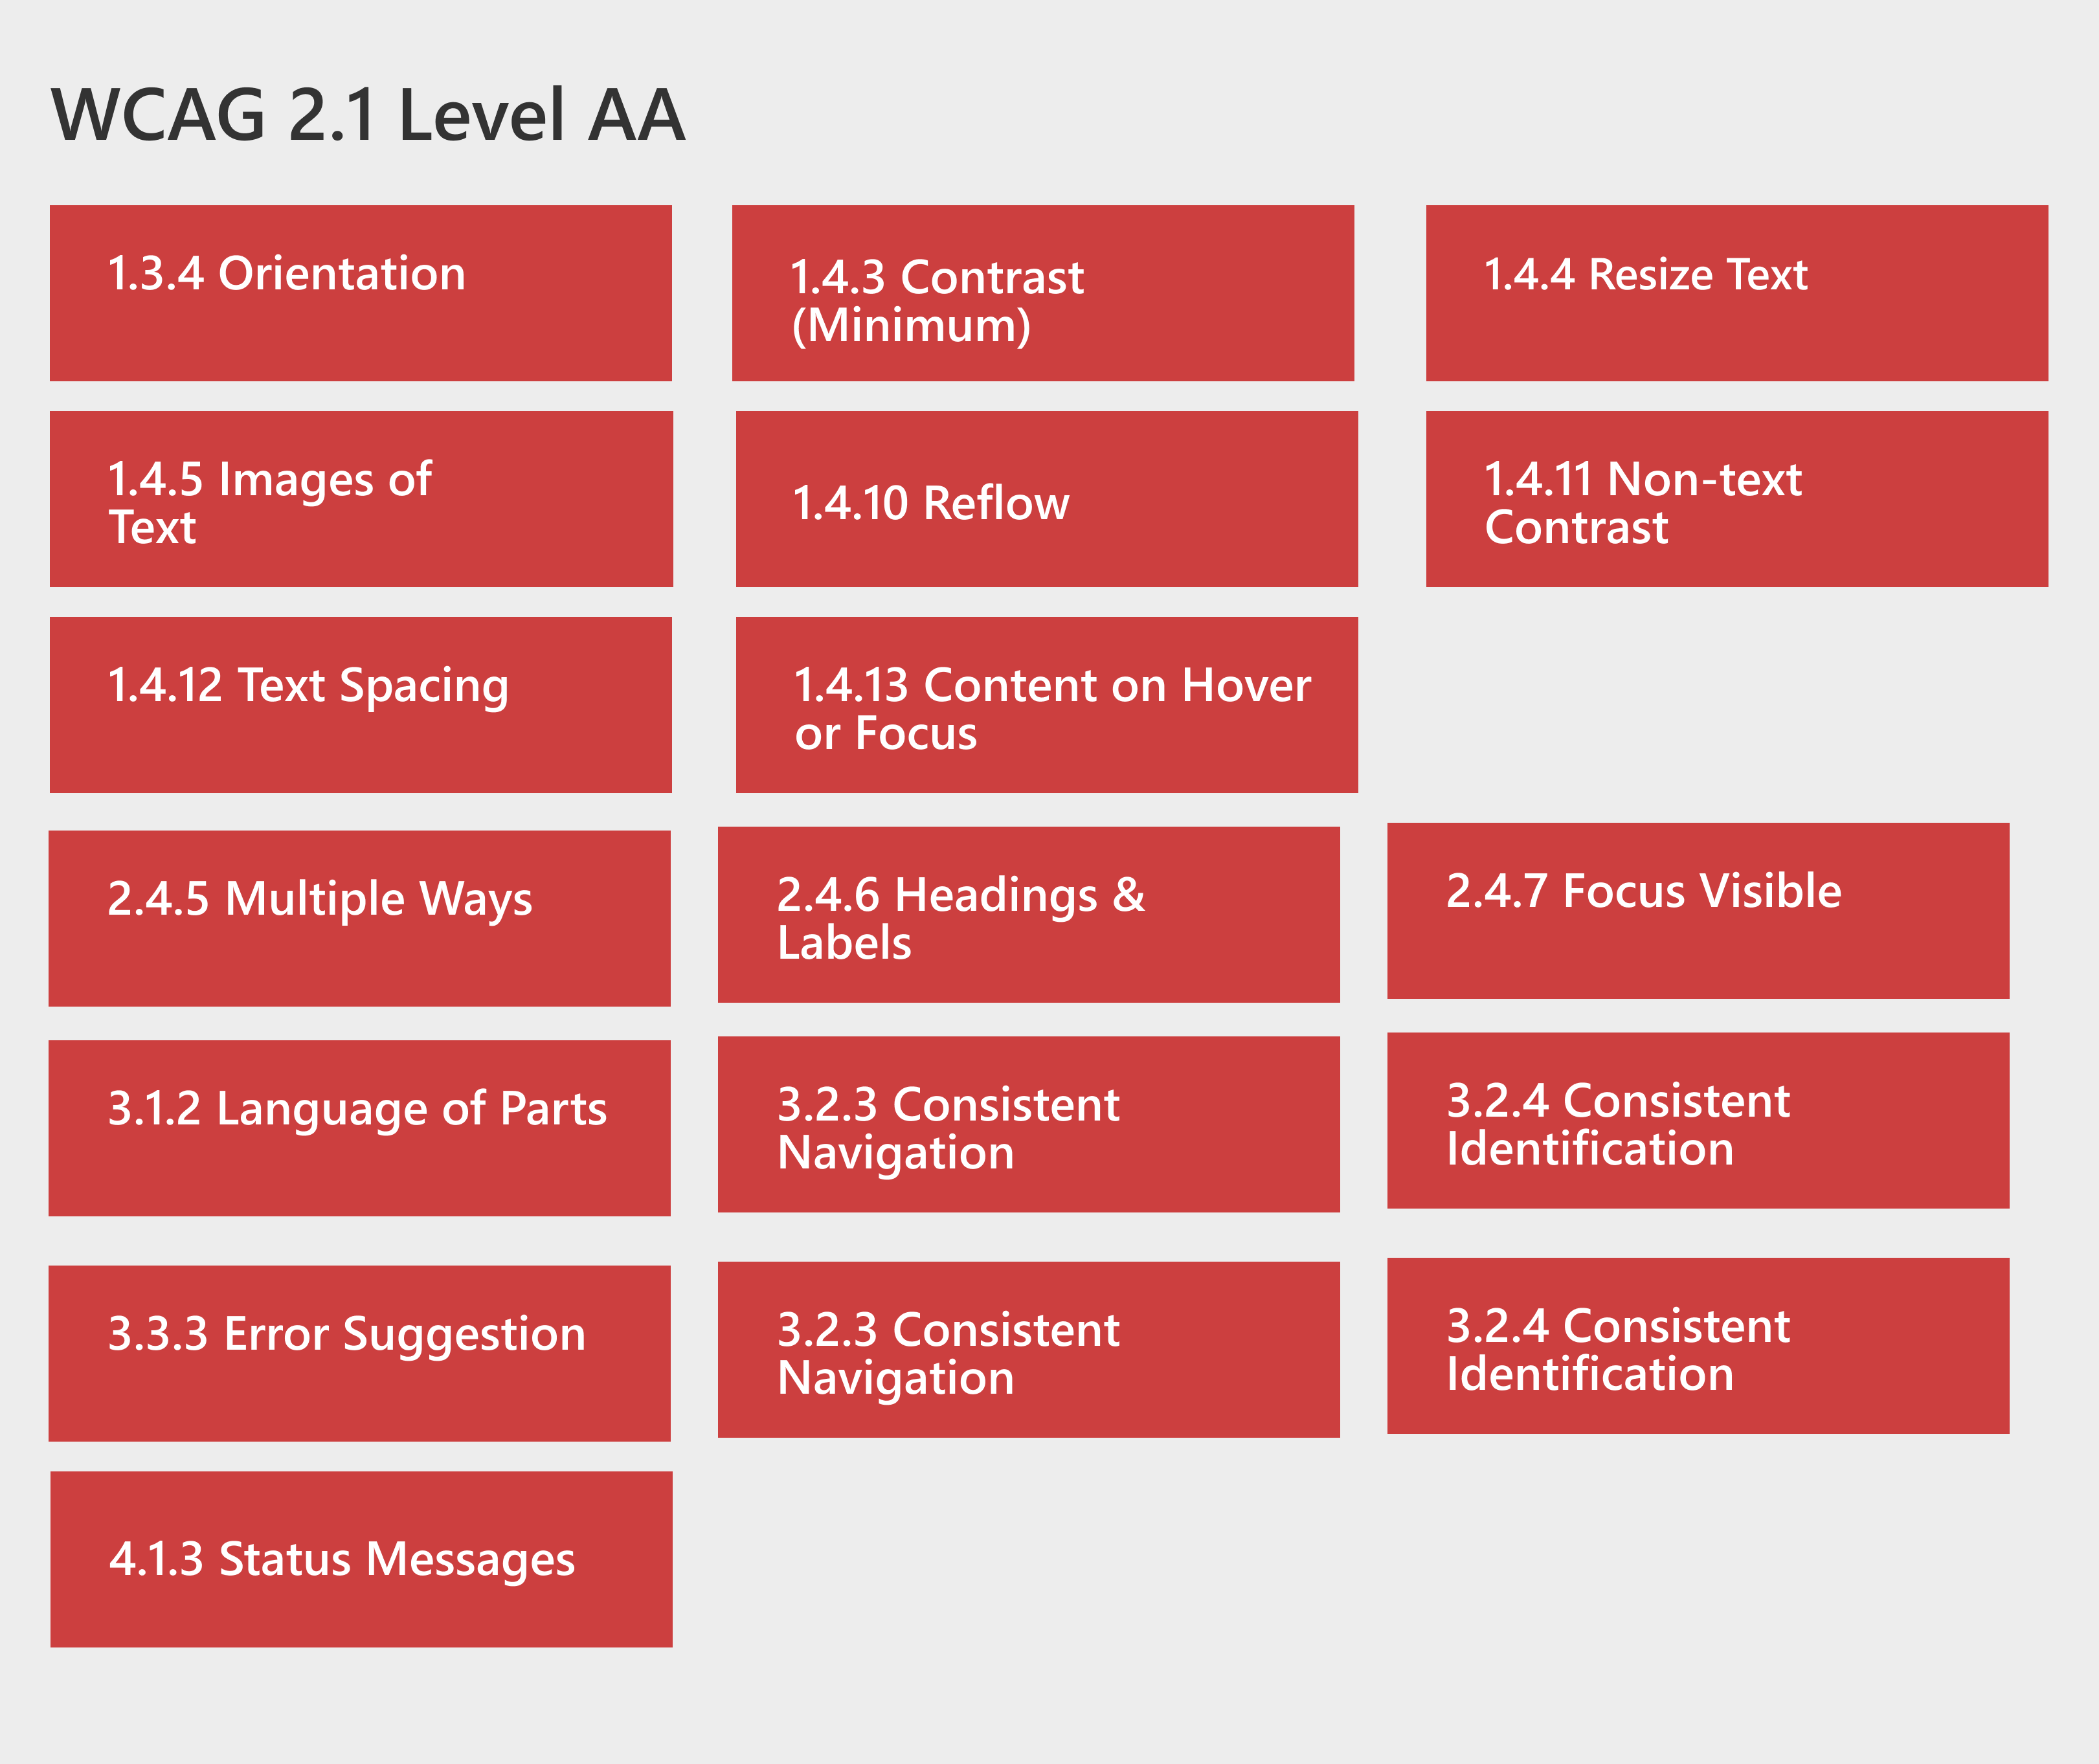 WCAG 2.1 Level AA
1.3.4 Orientation
1.4.3 Contrast
(Minimum)
1.4.4 Resize Text
1.4.5 Images of
Text
1.4.10 Reflow
1.4.11 Non-text
Contrast
1.4.12 Text Spacing
1.4.13 Content on Hover
or Focus
2.4.5 Multiple Ways
2.4.6 Headings &
Labels
2.4.7 Focus Visible
3.1.2 Language of Parts
3.2.3 Consistent
Navigation
3.2.4 Consistent
Identification
3.3.3 Error Suggestion
3.2.3 Consistent
Navigation
3.2.4 Consistent
Identification
4.1.3 Status Messages